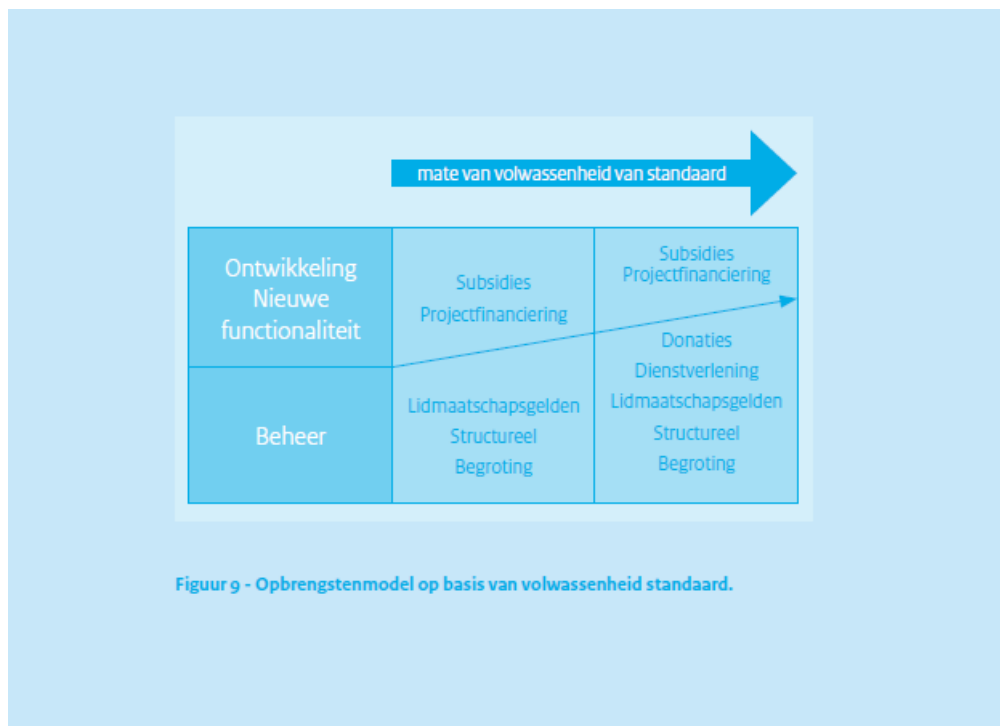 mate van volwassenheid van standaard
Ontwikkeling
Nieuwe
functionaliteit
Subsidies
Projectfinanciering
Subsidies
Projectfinanciering
Beheer
Lidmaatschapsgelden
Structureel
Begroting
Donaties
Dienstverlening
Lidmaatschapsgelden
Structureel
Begroting
Figuur 9 - Opbrengstenmodel op basis van volwassenheid standaard.